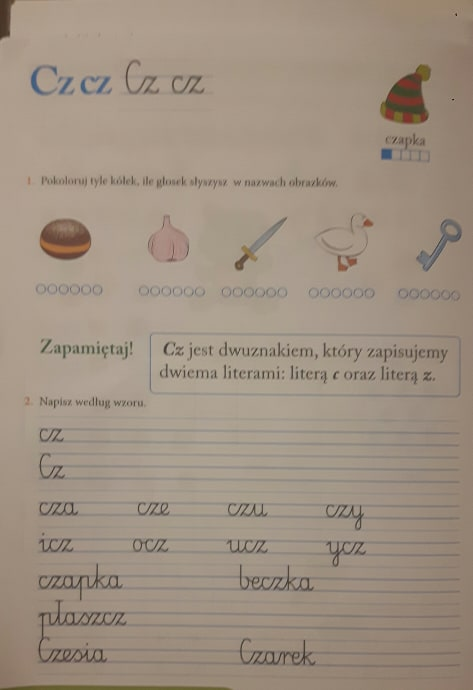 Cz cz Cz cz
czapka
1. Pokoloruj tyle kółek, ile głosek słyszysz w nazwach obrazków.
Zapamiętaj!
Cz jest dwuznakiem, który zapisujemy
dwiema literami: literą c oraz literą z.
2. Napisz według wzoru.
cz
Cz
cza cze czu czy
icz ocz ucz ycz
czapka beczka
płaszcz
Czesia Czarek